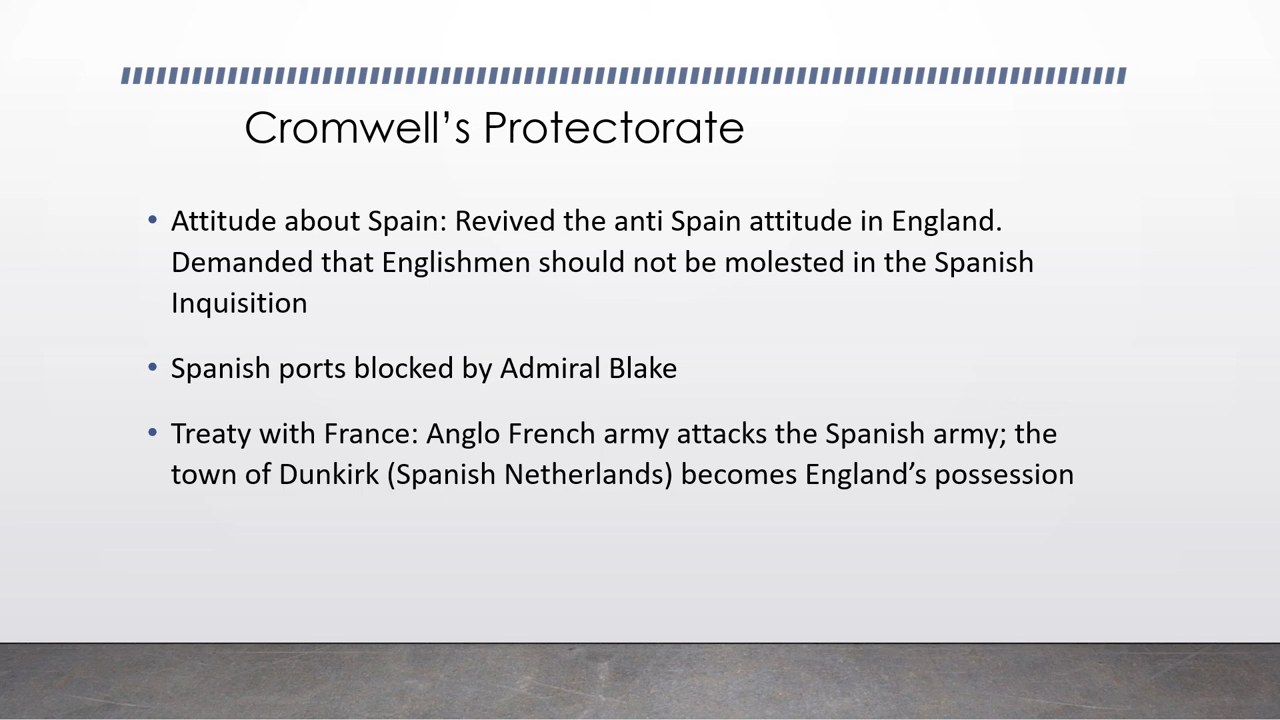 Cromwell’s Protectorate
• Attitude about Spain: Revived the anti Spain attitude in England.
Demanded that Englishmen should not be molested in the Spanish
Inquisition
• Spanish ports blocked by Admiral Blake
• Treaty with France: Anglo French army attacks the Spanish army; the
town of Dunkirk (Spanish Netherlands) becomes England’s possession